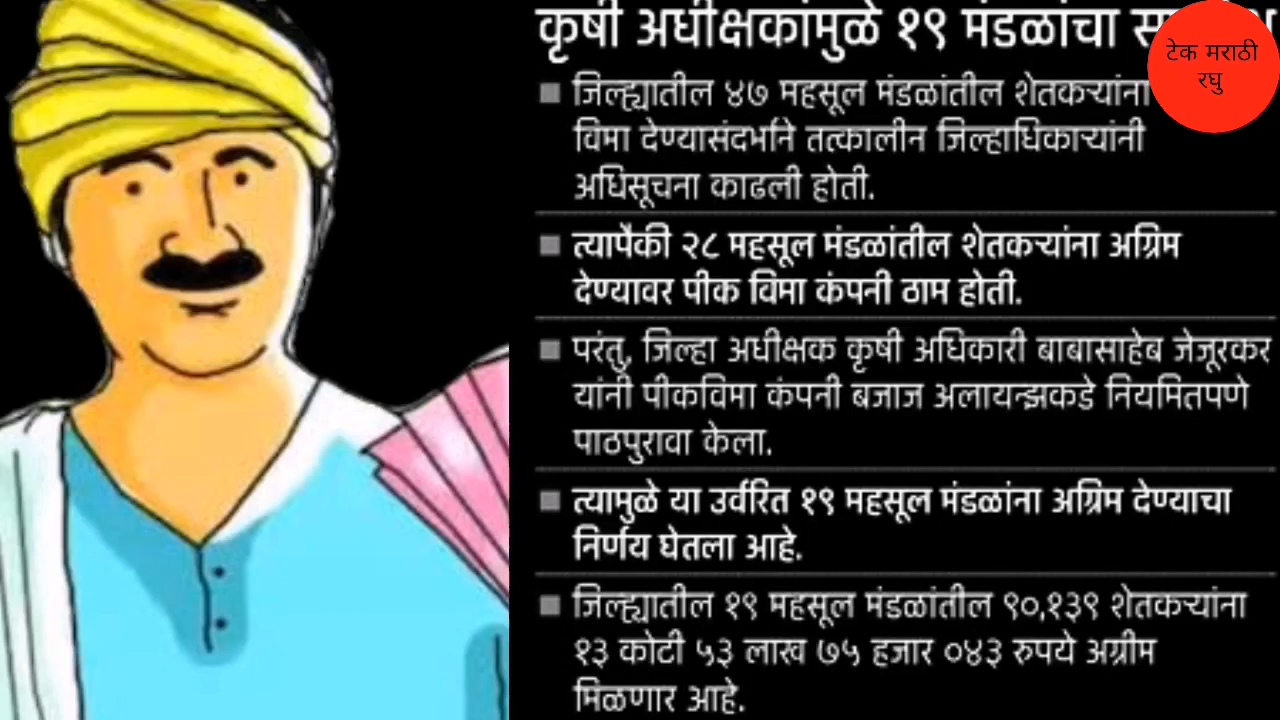 कृषी अधीक्षकांमुळे १९ मंडळांचा
टेक मराठी
रघु
जिल्ह्यातील ४७ महसूल मंडळांतील शेतकऱ्यांना
विमा देण्यासंदर्भाने तत्कालीन जिल्हाधिकाऱ्यांनी
अधिसूचना काढली होती.
त्यापैकी २८ महसूल मंडळांतील शेतकऱ्यांना अग्रिम
देण्यावर पीक विमा कंपनी ठाम होती.
परंतु, जिल्हा अधीक्षक कृषी अधिकारी बाबासाहेब जेजूरकर
यांनी पीकविमा कंपनी बजाज अलायन्झकडे नियमितपणे
पाठपुरावा केला.
त्यामुळे या उर्वरित १९ महसूल मंडळांना अग्रिम देण्याचा
निर्णय घेतला आहे.
जिल्ह्यातील १९ महसूल मंडळांतील ९०,१३९ शेतकऱ्यांना
१३ कोटी ५३ लाख ७५ हजार ०४३ रुपये अग्रीम
मिळणार आहे.